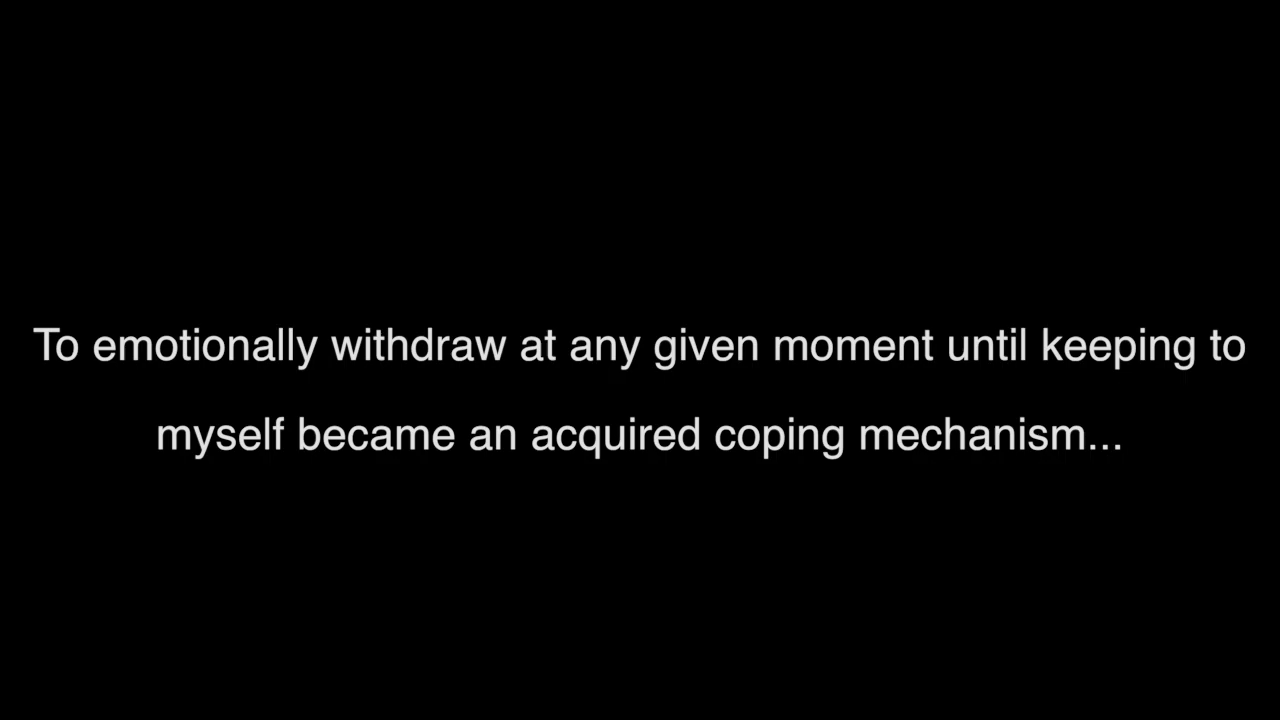 To emotionally withdraw at any given moment until keeping to
myself became an acquired coping mechanism...